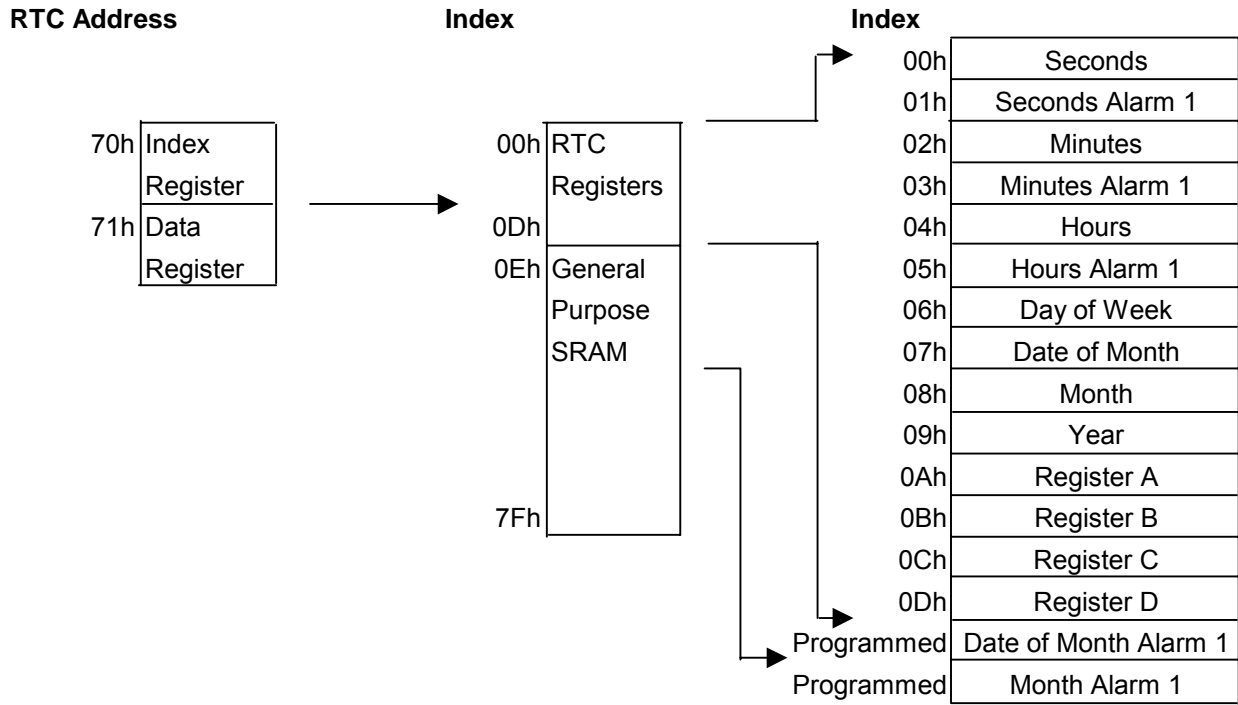 RTC Address
Index
Index
70h Index
Register
71h Data
Register
00h RTC
Registers
0Dh
0Eh General
Purpose
SRAM
7Fh
00h Seconds
01h Seconds Alarm 1
02h Minutes
03h Minutes Alarm 1
04h Hours
05h Hours Alarm 1
06h Day of Week
07h Date of Month
08h Month
09h Year
0Ah Register A
0Bh Register B
0Ch Register C
0Dh Register D
Programmed Date of Month Alarm 1
Programmed Month Alarm 1